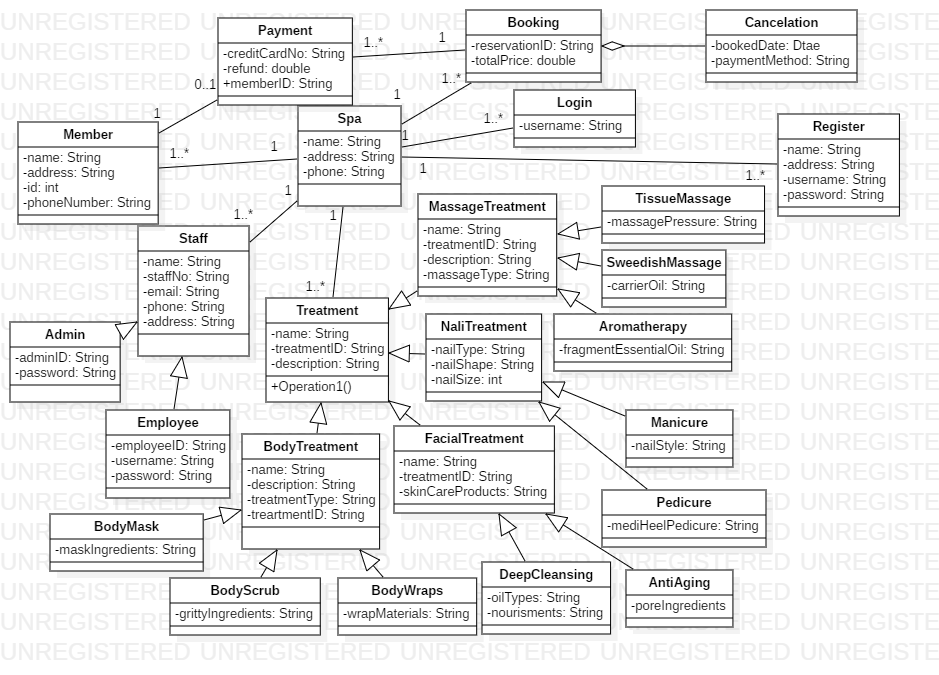 Payment
-creditCardNo: String
-refund: double
+memberID: String
Booking
-reservationID: String
-totalPrice: double
Cancelation
-bookedDate: Dtae
-paymentMethod: String
1..*
1
0..1
1
1..*
1
Member
-name: String
-address: String
-id: int
-phoneNumber: String
1..*
1
Spa
-name: String
-address: String
-phone: String
Login
-username: String
1..*
1
Register
-name: String
-address: String
-username: String
-password: String
1
1..*
1
1..*
1
1..*
Staff
-name: String
-staffNo: String
-email: String
-phone: String
-address: String
MassageTreatment
-name: String
-treatmentID: String
-description: String
-massageType: String
TissueMassage
-massagePressure: String
SweedishMassage
-carrierOil: String
Aromatherapy
-fragmentEssentialOil: String
Admin
-adminID: String
-password: String
Treatment
-name: String
-treatmentID: String
-description: String
+Operation1()
NaliTreatment
-nailType: String
-nailShape: String
-nailSize: int
Employee
-employeeID: String
-username: String
-password: String
BodyTreatment
-name: String
-description: String
-treatmentType: String
-treartmentID: String
FacialTreatment
-name: String
-treatmentID: String
-skinCareProducts: String
Manicure
-nailStyle: String
Pedicure
-mediHeelPedicure: String
BodyMask
-maskIngredients: String
BodyScrub
-grittyIngredients: String
BodyWraps
-wrapMaterials: String
DeepCleansing
-oilTypes: String
-nourisments: String
AntiAging
-poreIngredients
UNREGISTERED UNREGISTERED UNREGISTERED UNREGISTERED UNREGISTE